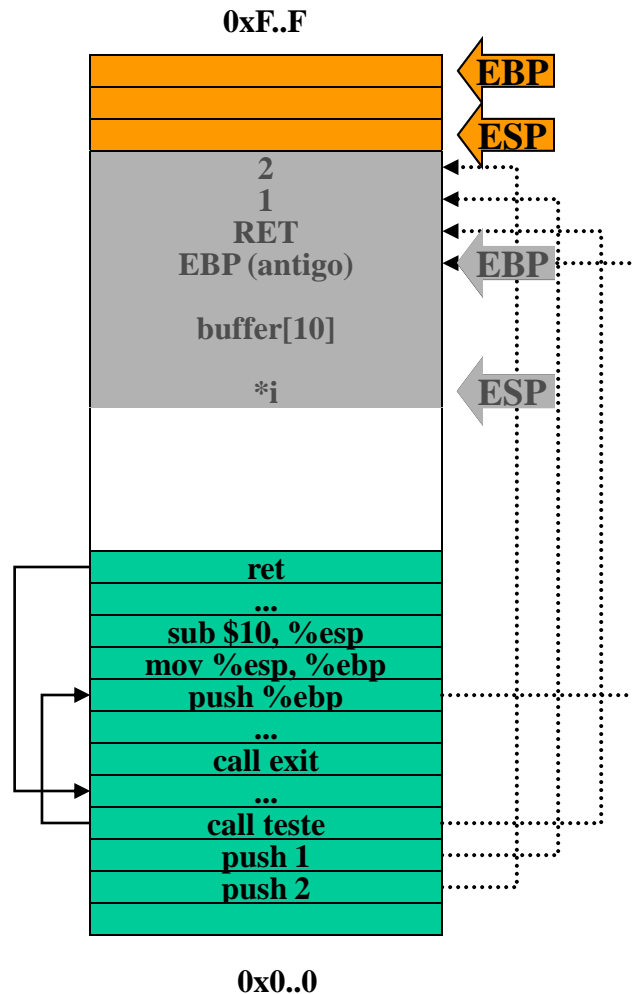 0xF..F
EBP
ESP
2
1
RET
EBP (antigo)
EBP
buffer[10]
*i
ESP
ret
...
sub $10, %esp
mov %esp, %ebp
push %ebp
...
call exit
...
call teste
push 1
push 2
0x0..0